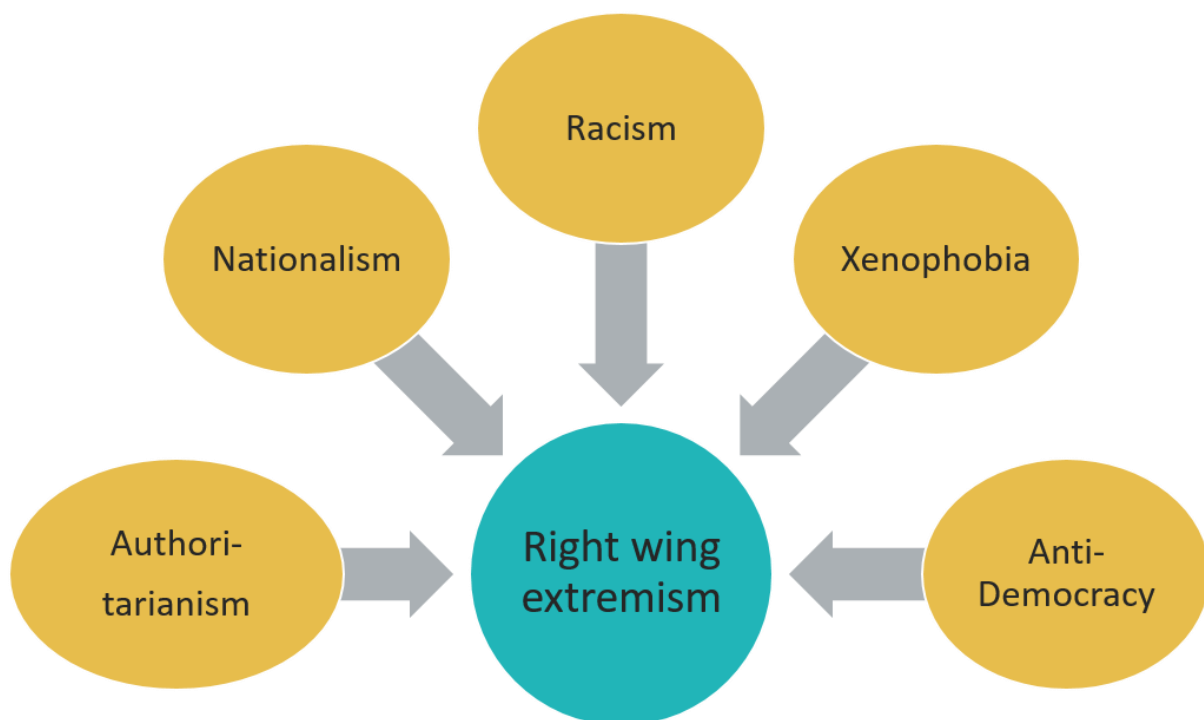 Racism
Nationalism
Xenophobia
Authori-
tarianism
Right wing
extremism
Anti-
Democracy